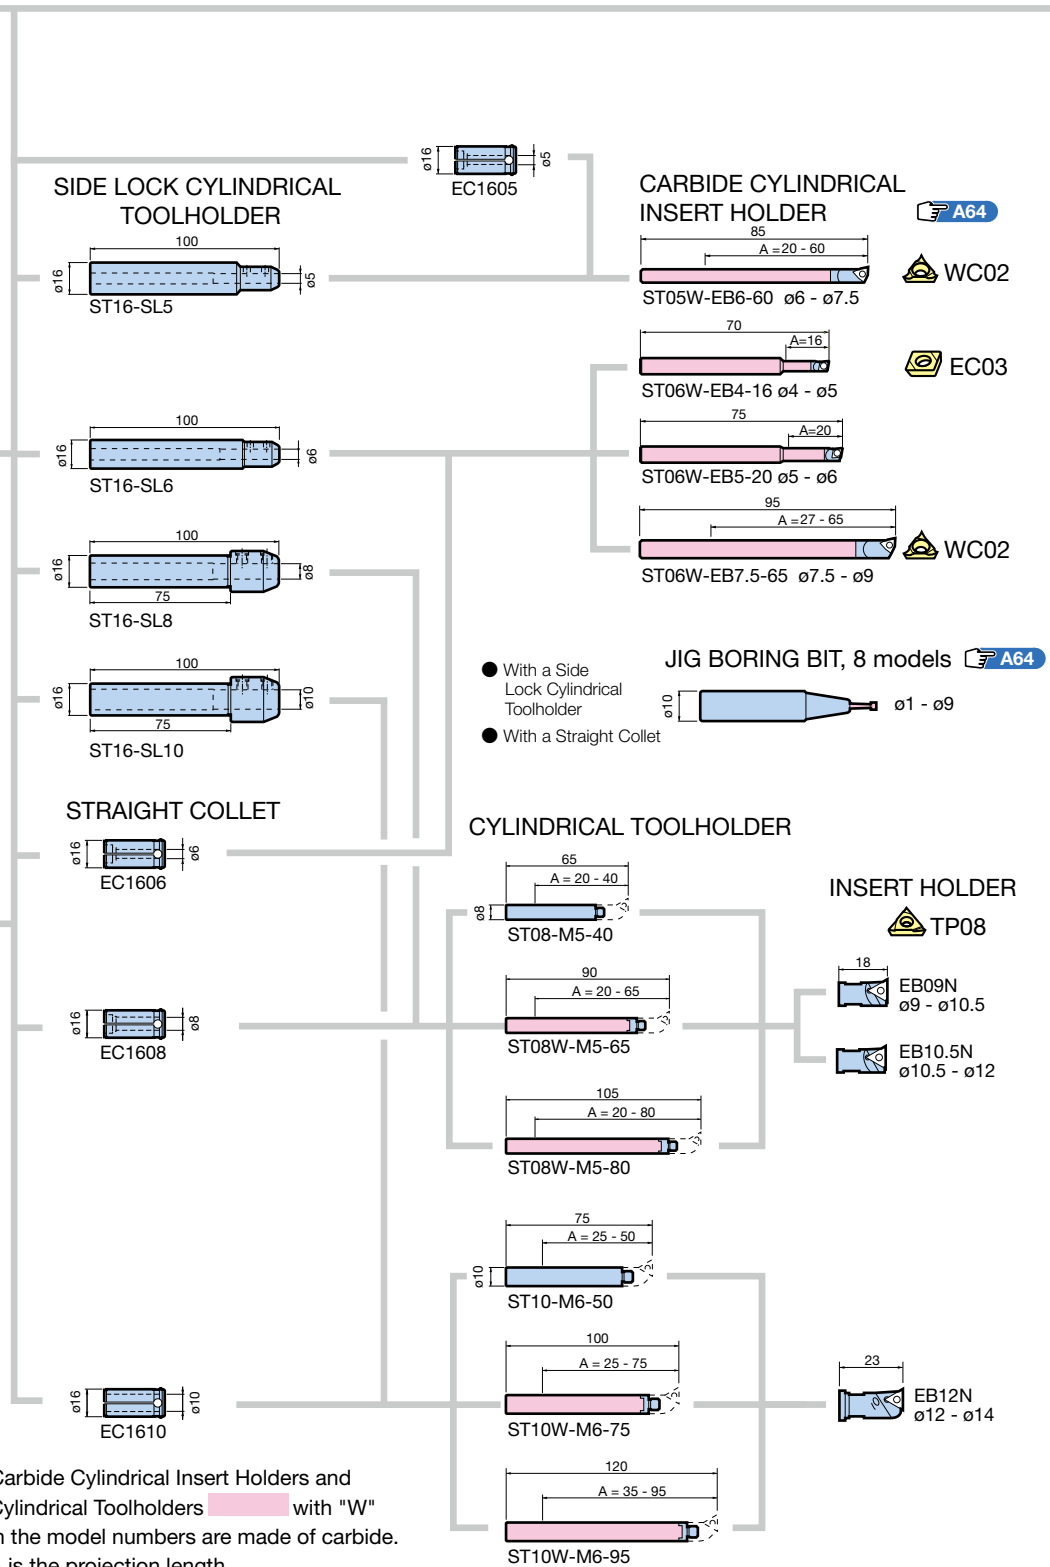 ø16
ø5
EC1605
SIDE LOCK CYLINDRICAL
TOOLHOLDER
100
ø16
ø5
ST16-SL5
CARBIDE CYLINDRICAL
INSERT HOLDER
A64
85
A = 20 - 60
ST05W-EB6-60 ø6 - ø7.5
WC02
70
A=16
ST06W-EB4-16 ø4 - ø5
EC03
100
ø16
ø6
ST16-SL6
75
A=20
ST06W-EB5-20 ø5 - ø6
95
A = 27 - 65
ST06W-EB7.5-65 ø7.5 - ø9
WC02
100
ø16
ø8
75
ST16-SL8
100
ø16
ø10
75
ST16-SL10
● With a Side
Lock Cylindrical
Toolholder
● With a Straight Collet
JIG BORING BIT, 8 models
A64
ø10
ø1 - ø9
STRAIGHT COLLET
ø16
ø6
EC1606
ø16
ø8
EC1608
ø16
ø10
EC1610
CYLINDRICAL TOOLHOLDER
65
A = 20 - 40
ø8
ST08-M5-40
90
A = 20 - 65
ST08W-M5-65
105
A = 20 - 80
ST08W-M5-80
INSERT HOLDER
TP08
18
EB09N
ø9 - ø10.5
EB10.5N
ø10.5 - ø12
75
A = 25 - 50
ø10
ST10-M6-50
100
A = 25 - 75
ST10W-M6-75
120
A = 35 - 95
ST10W-M6-95
23
10
EB12N
ø12 - ø14
Carbide Cylindrical Insert Holders and
Cylindrical Toolholders with "W"
in the model numbers are made of carbide.
is the projection length